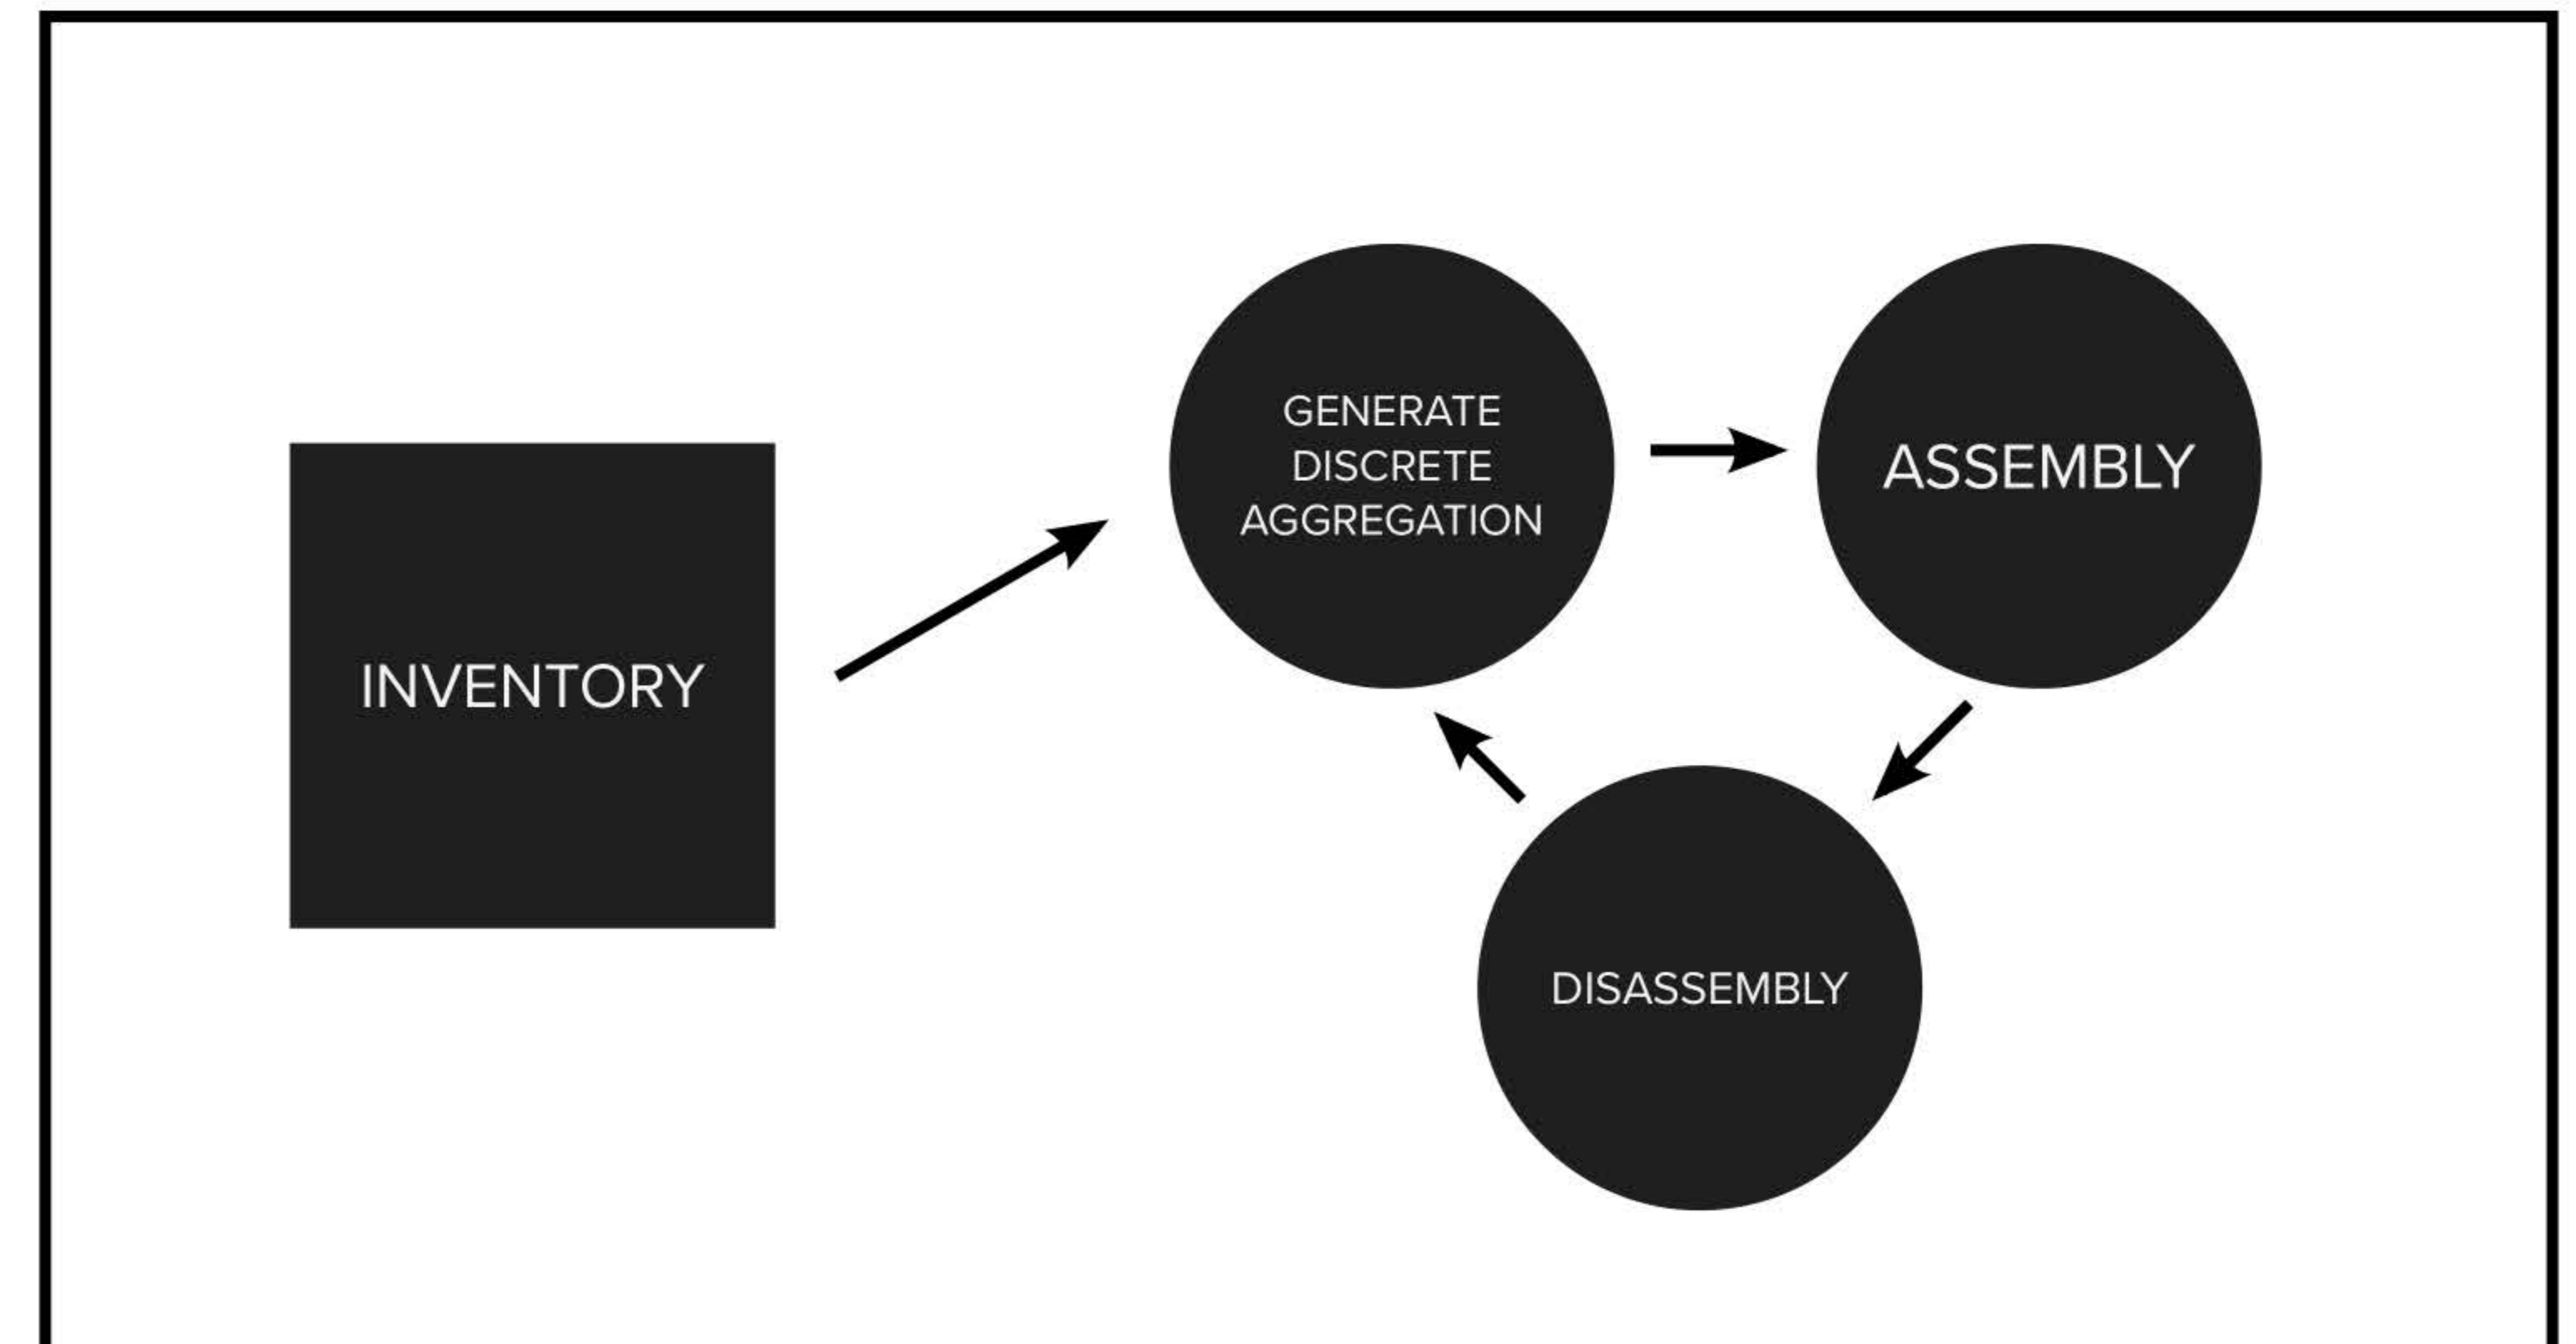 INVENTORY
GENERATE
DISCRETE
AGGREGATION
ASSEMBLY
DISASSEMBLY